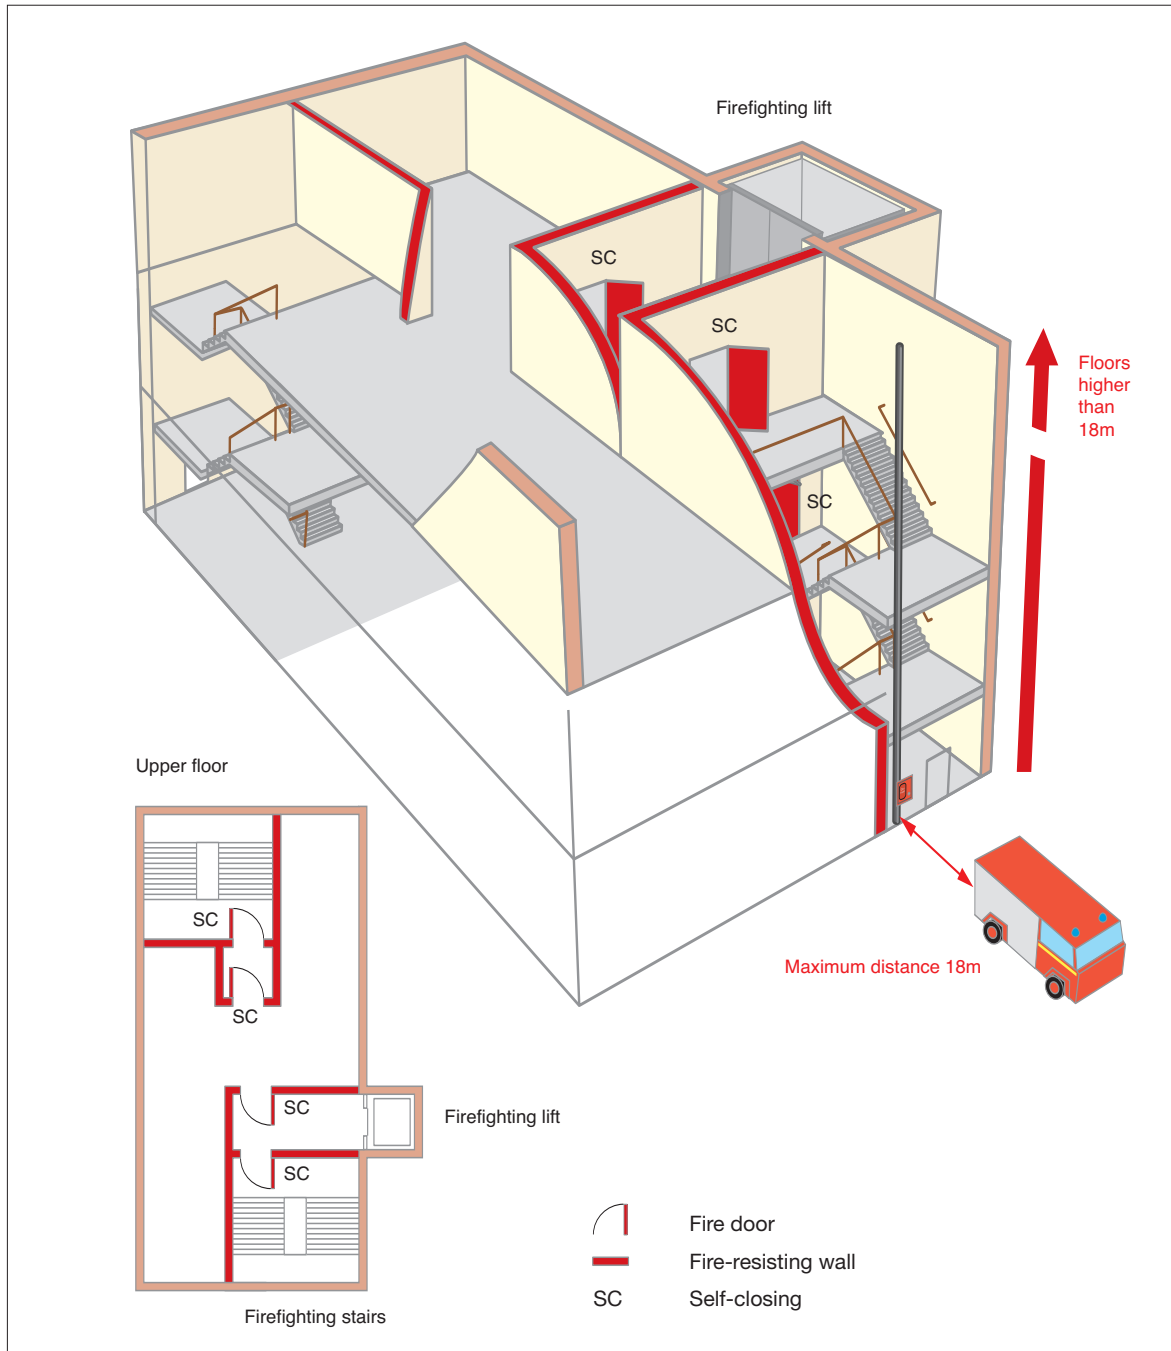 Firefighting lift
SC
SC
Floors
higher
than
18m
SC
Upper floor
Maximum distance 18m
SC
SC
SC
Firefighting lift
SC
Fire door
Fire-resisting wall
SC Self-closing
Firefighting stairs